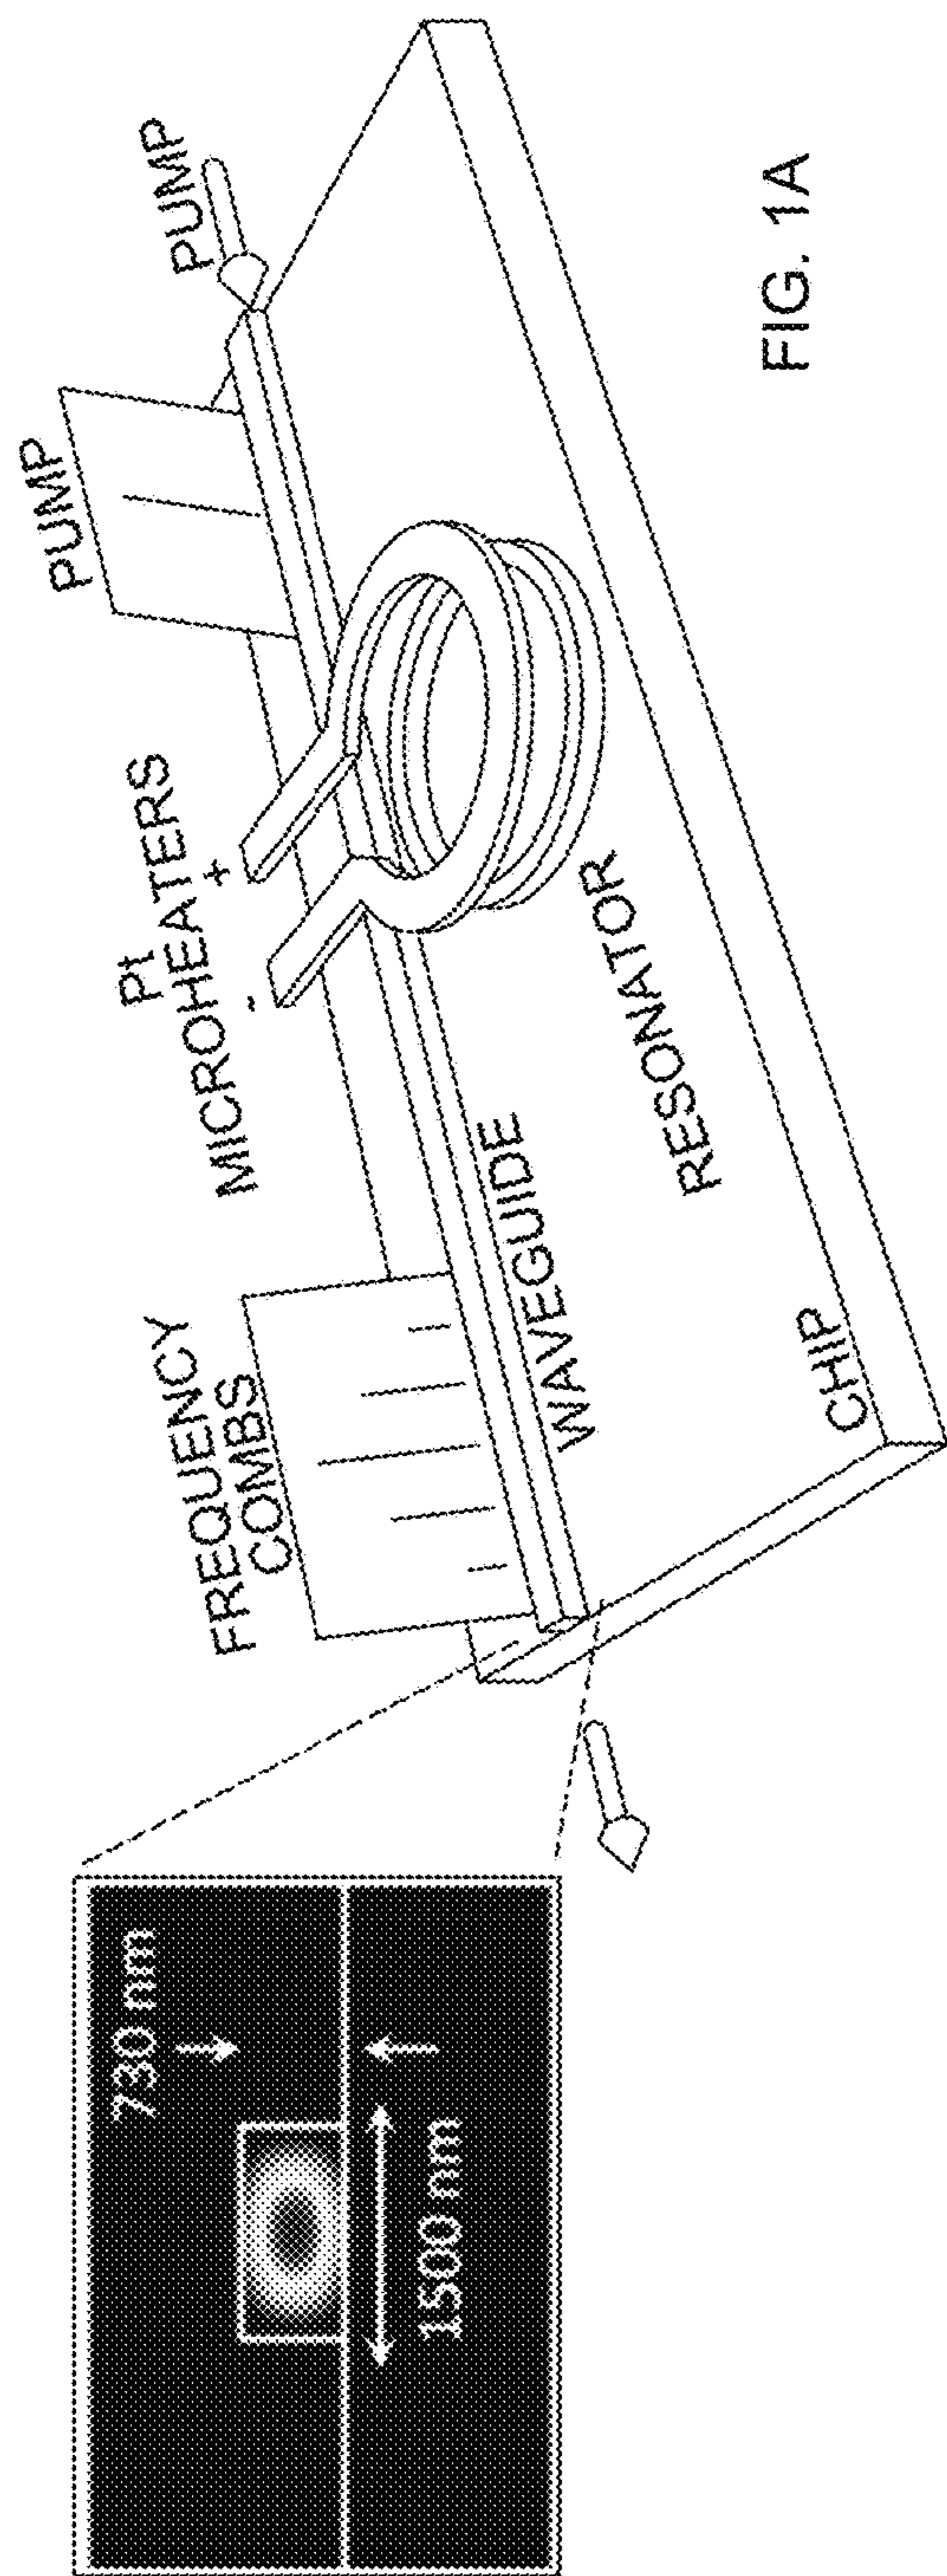 730 nm
1500 nm
FREQUENCY
COMBS
Pt
MICROHEATERS
- +
PUMP
PUMP
WAVEGUIDE
RESONATOR
CHIP
FIG. 1A